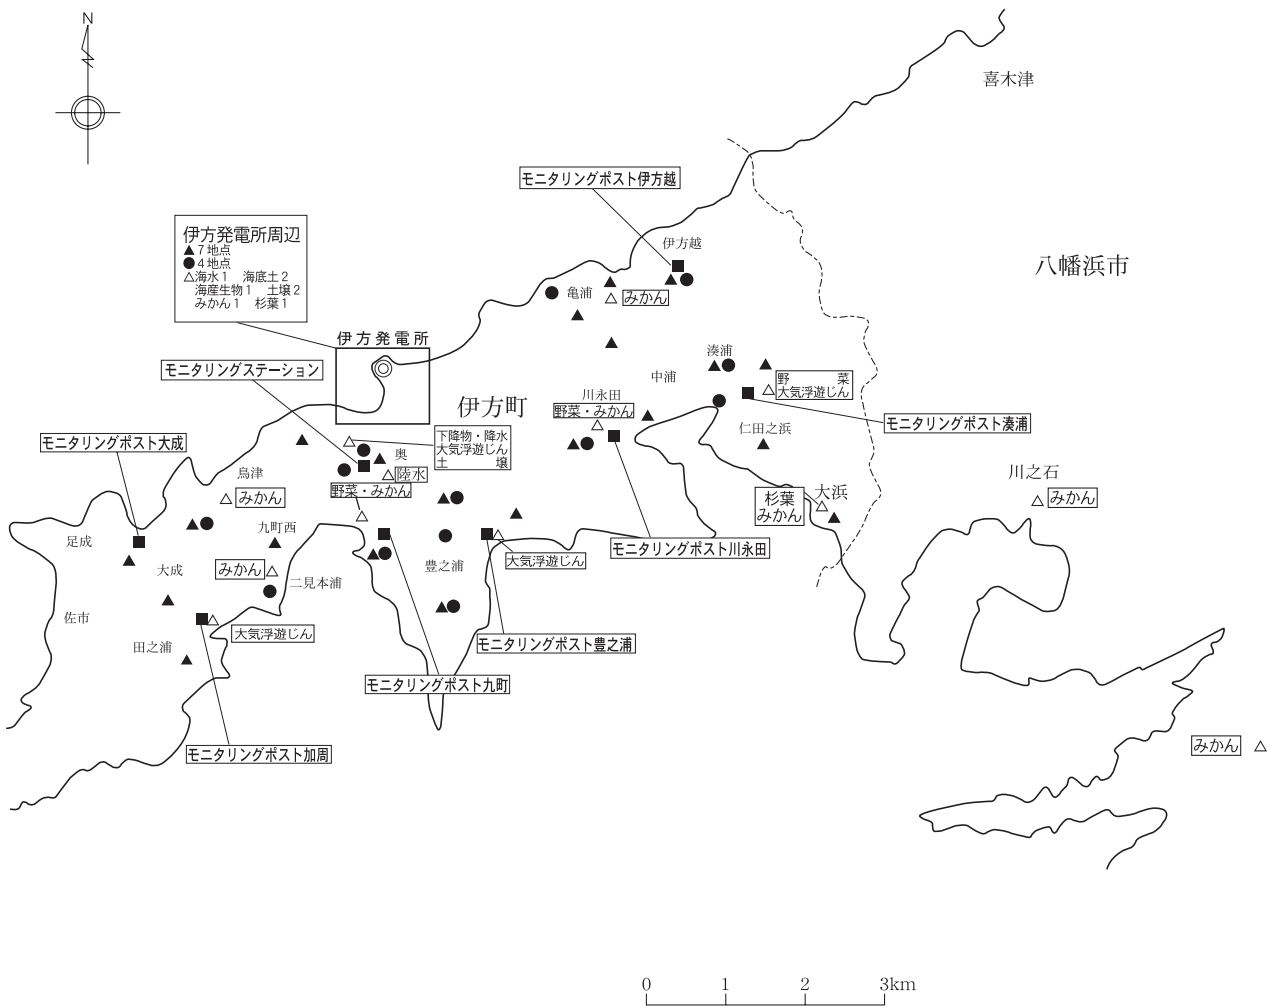 N
喜木津
モニタリングポスト伊方越
伊方発電所周辺
▲7地点
●4地点
△海水1 海底土2
海産生物1 土壌2
みかん1 杉葉1
伊方越
八幡浜市
亀浦
みかん
伊方発電所
湊浦
モニタリングステーション
中浦
野菜
大気浮遊じん
川永田
野菜・みかん
伊方町
モニタリングポスト湊浦
仁田之浜
モニタリングポスト大成
下降物・降水
大気浮遊じん
土壌
奥
陸水
鳥津
みかん
野菜・みかん
川之石
みかん
大浜
杉葉
みかん
九町西
足成
モニタリングポスト川永田
大気浮遊じん
豊之浦
大成
みかん
二見本浦
佐市
大気浮遊じん
田之浦
モニタリングポスト豊之浦
モニタリングポスト九町
モニタリングポスト加周
みかん
0 1 2 3km